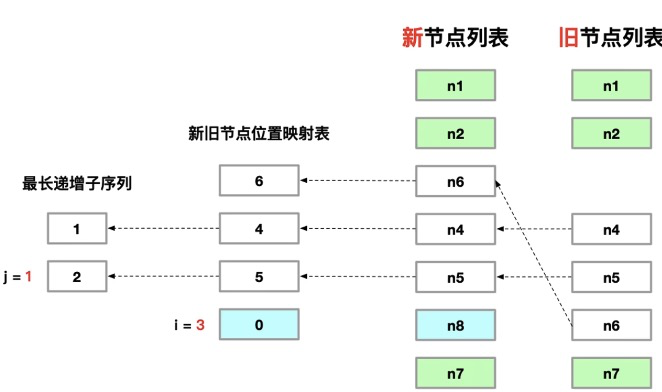 新节点列表 旧节点列表
n1 n1
新旧节点位置映射表 n2 n2
最长递增子序列 6 n6
1 4 n4 n4
j = 1 2 5 n5 n5
i = 3 0 n8 n6
n7 n7